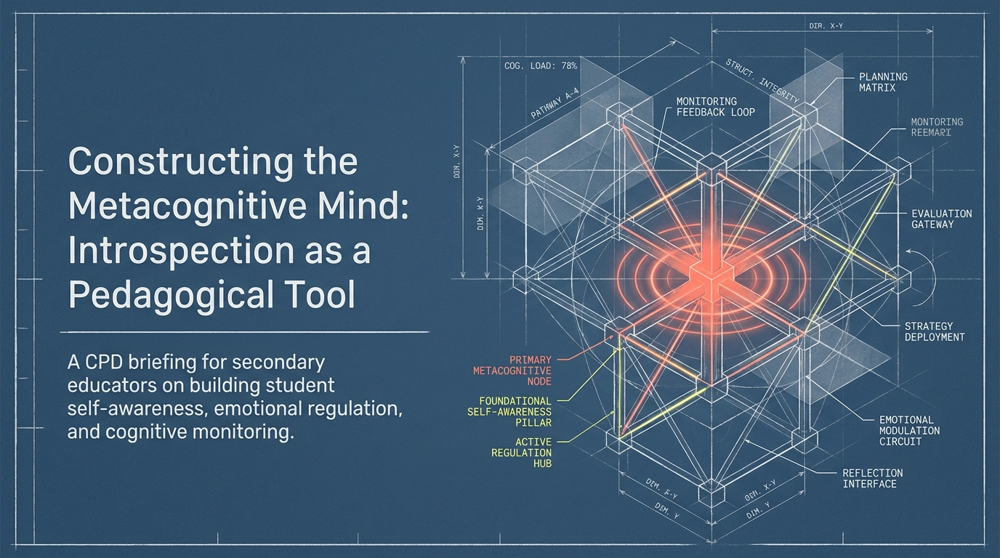 Constructing the
Metacognitive Mind:
Introspection as a
Pedagogical Tool
A CPD briefing for secondary
educators on building student
self-awareness, emotional regulation,
and cognitive monitoring.
DIR. X-Y
COG. LOAD: 78%
STRUCT. INTEGRITY
PATHWAY A-4
PLANNING
MATRIX
MONITORING
FEEDBACK LOOP
MONTORING
REEMARI
DIM. X-Y
DIM.
EVALUATION
GATEWAY
STRATEGY
DEPLOYMENT
PRIMARY
METACOGNITIVE
NODE
FOUNDATIONAL
SELF-AWARENESS
PILLAR
ACTIVE
REGULATION
HUB
EMOTIONAL
MODULATION
CIRCUIT
REFLECTION
INTERFACE
X-Y
DIM. Y
DIM. Y